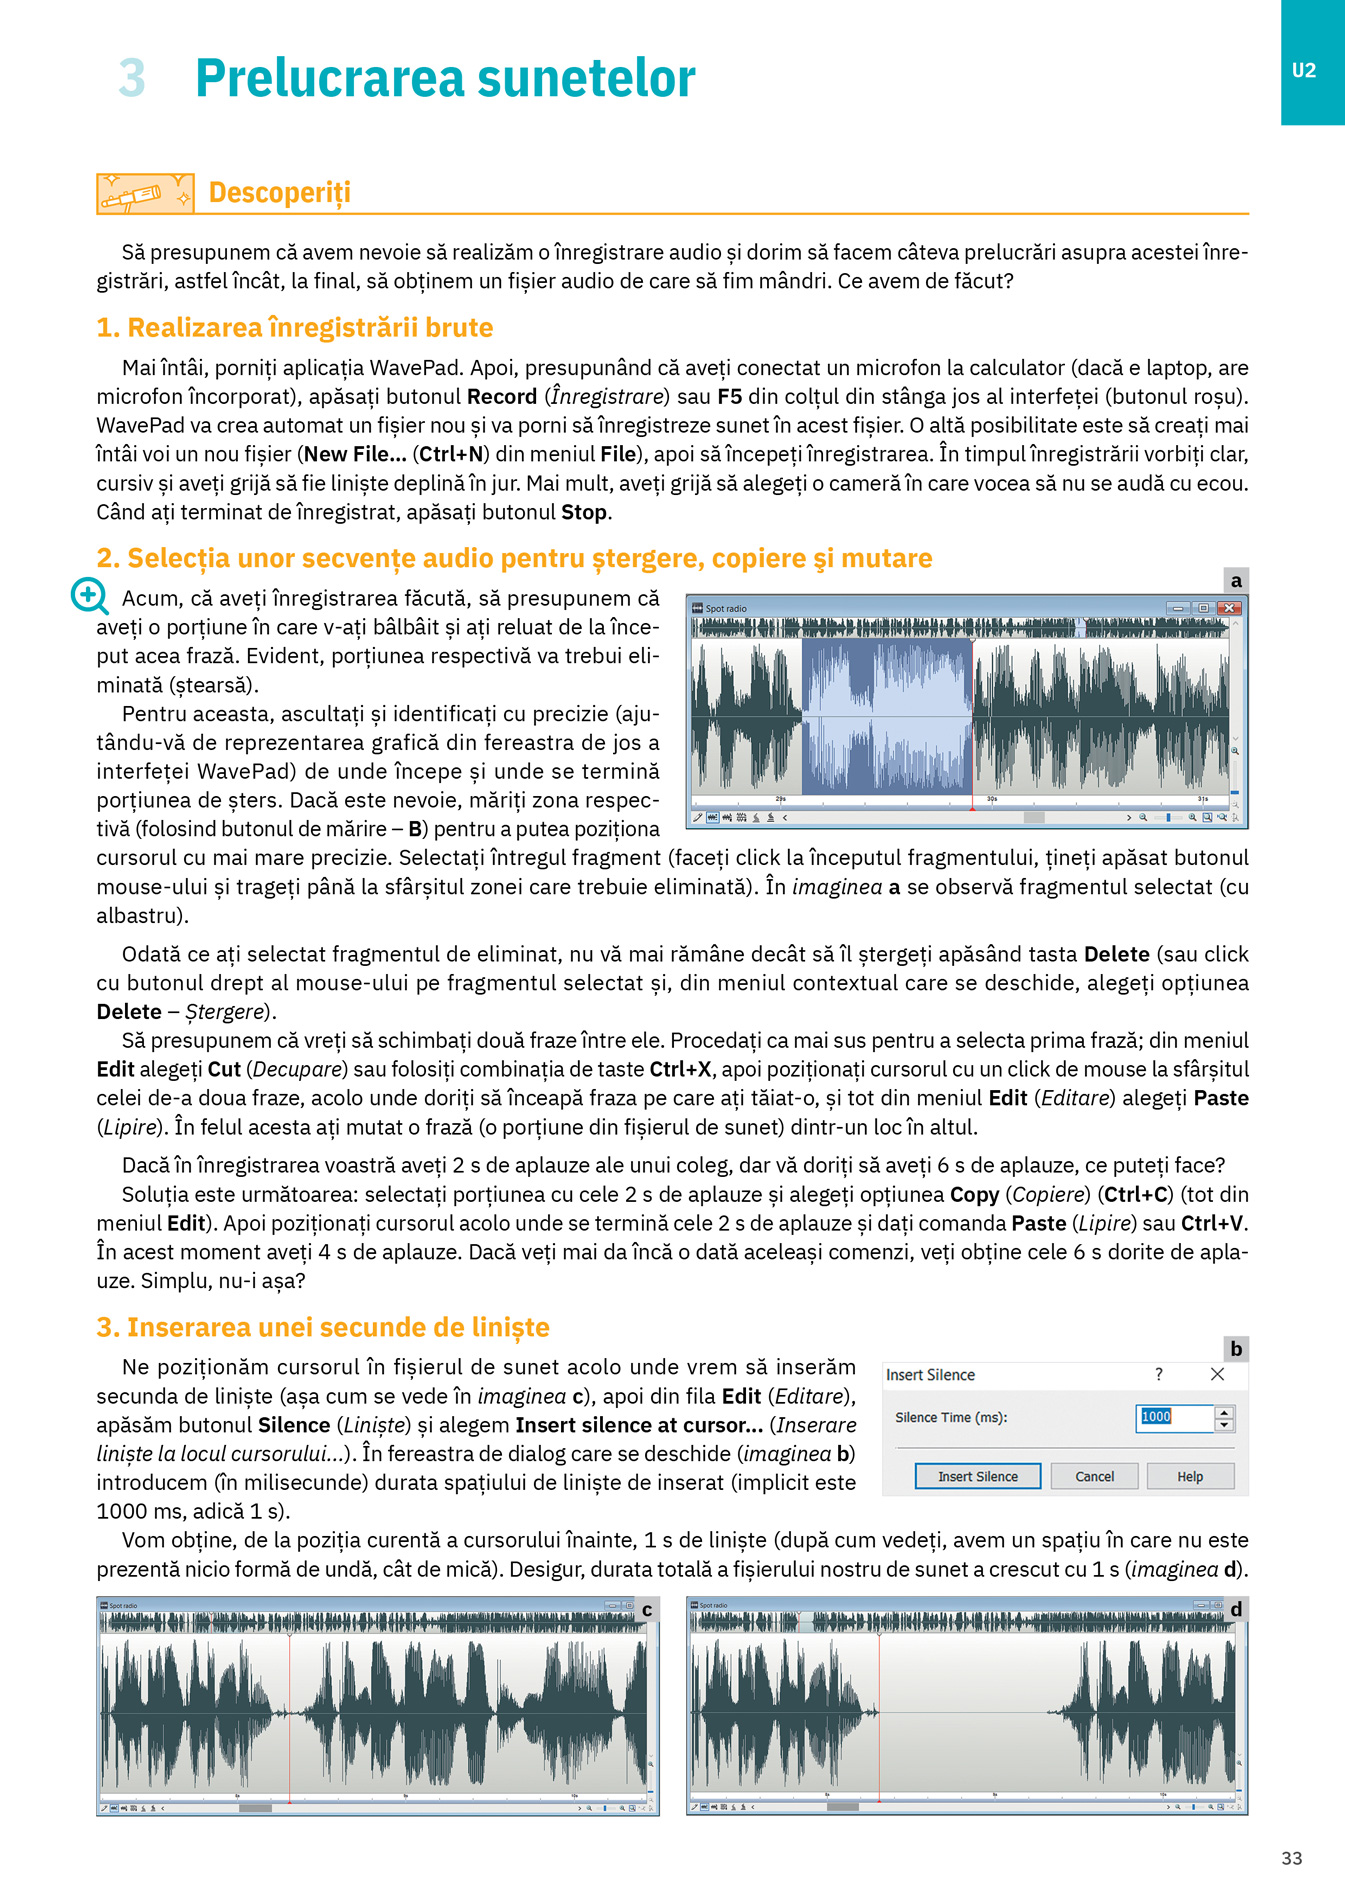 U2
3 Prelucrarea sunetelor
Descoperiți
Să presupunem că avem nevoie să realizăm o înregistrare audio și dorim să facem câteva prelucrări asupra acestei înre-
gistrări, astfel încât, la final, să obținem un fișier audio de care să fim mândri. Ce avem de făcut?
1. Realizarea înregistrării brute
Mai întâi, porniți aplicația WavePad. Apoi, presupunând că aveți conectat un microfon la calculator (dacă e laptop, are
microfon încorporat), apăsați butonul Record (Înregistrare) sau F5 din colțul din stânga jos al interfeței (butonul roșu).
WavePad va crea automat un fișier nou și va porni să înregistreze sunet în acest fișier. O altă posibilitate este să creați mai
întâi voi un nou fișier (New File... (Ctrl+N) din meniul File), apoi să începeți înregistrarea. În timpul înregistrării vorbiți clar,
cursiv și aveți grijă să fie liniște deplină în jur. Mai mult, aveți grijă să alegeți o cameră în care vocea să nu se audă cu ecou.
Când ați terminat de înregistrat, apăsați butonul Stop.
2. Selecția unor secvențe audio pentru ștergere, copiere şi mutare
Acum, că aveți înregistrarea făcută, să presupunem că
aveți o porțiune în care v-ați bâlbâit și ați reluat de la înce-
put acea frază. Evident, porțiunea respectivă va trebui eli-
minată (ștearsă).
Pentru aceasta, ascultați și identificați cu precizie (aju-
tându-vă de reprezentarea grafică din fereastra de jos a
interfeței WavePad) de unde începe și unde se termină
porțiunea de șters. Dacă este nevoie, măriți zona respec-
tivă (folosind butonul de mărire – B) pentru a putea poziționa
cursorul cu mai mare precizie. Selectați întregul fragment (faceți click la începutul fragmentului, țineți apăsat butonul
mouse-ului și trageți până la sfârșitul zonei care trebuie eliminată). În imaginea a se observă fragmentul selectat (cu
albastru).
a
Spot radio
29s 30s 31s
Odată ce ați selectat fragmentul de eliminat, nu vă mai rămâne decât să îl ștergeți apăsând tasta Delete (sau click
cu butonul drept al mouse-ului pe fragmentul selectat și, din meniul contextual care se deschide, alegeți opțiunea
Delete – Ștergere).
Să presupunem că vreți să schimbați două fraze între ele. Procedați ca mai sus pentru a selecta prima frază; din meniul
Edit alegeți Cut (Decupare) sau folosiți combinația de taste Ctrl+X, apoi poziționați cursorul cu un click de mouse la sfârșitul
celei de-a doua fraze, acolo unde doriți să înceapă fraza pe care ați tăiat-o, și tot din meniul Edit (Editare) alegeți Paste
(Lipire). În felul acesta ați mutat o frază (o porțiune din fișierul de sunet) dintr-un loc în altul.
Dacă în înregistrarea voastră aveți 2 s de aplauze ale unui coleg, dar vă doriți să aveți 6 s de aplauze, ce puteți face?
Soluția este următoarea: selectați porțiunea cu cele 2 s de aplauze și alegeți opțiunea Copy (Copiere) (Ctrl+C) (tot din
meniul Edit). Apoi poziționați cursorul acolo unde se termină cele 2 s de aplauze și dați comanda Paste (Lipire) sau Ctrl+V.
În acest moment aveți 4 s de aplauze. Dacă veți mai da încă o dată aceleași comenzi, veți obține cele 6 s dorite de apla-
uze. Simplu, nu-i așa?
3. Inserarea unei secunde de liniște
Ne poziționăm cursorul în fișierul de sunet acolo unde vrem să inserăm
secunda de liniște (așa cum se vede în imaginea c), apoi din fila Edit (Editare),
apăsăm butonul Silence (Liniște) și alegem Insert silence at cursor... (Inserare
liniște la locul cursorului...). În fereastra de dialog care se deschide (imaginea b)
introducem (în milisecunde) durata spațiului de liniște de inserat (implicit este
1000 ms, adică 1 s).
b
Insert Silence ?
Silence Time (ms): 1000
Insert Silence Cancel Help
Vom obține, de la poziția curentă a cursorului înainte, 1 s de liniște (după cum vedeți, avem un spațiu în care nu este
prezentă nicio formă de undă, cât de mică). Desigur, durata totală a fișierului nostru de sunet a crescut cu 1 s (imaginea d).
Spot radio c
Spot radio d
33